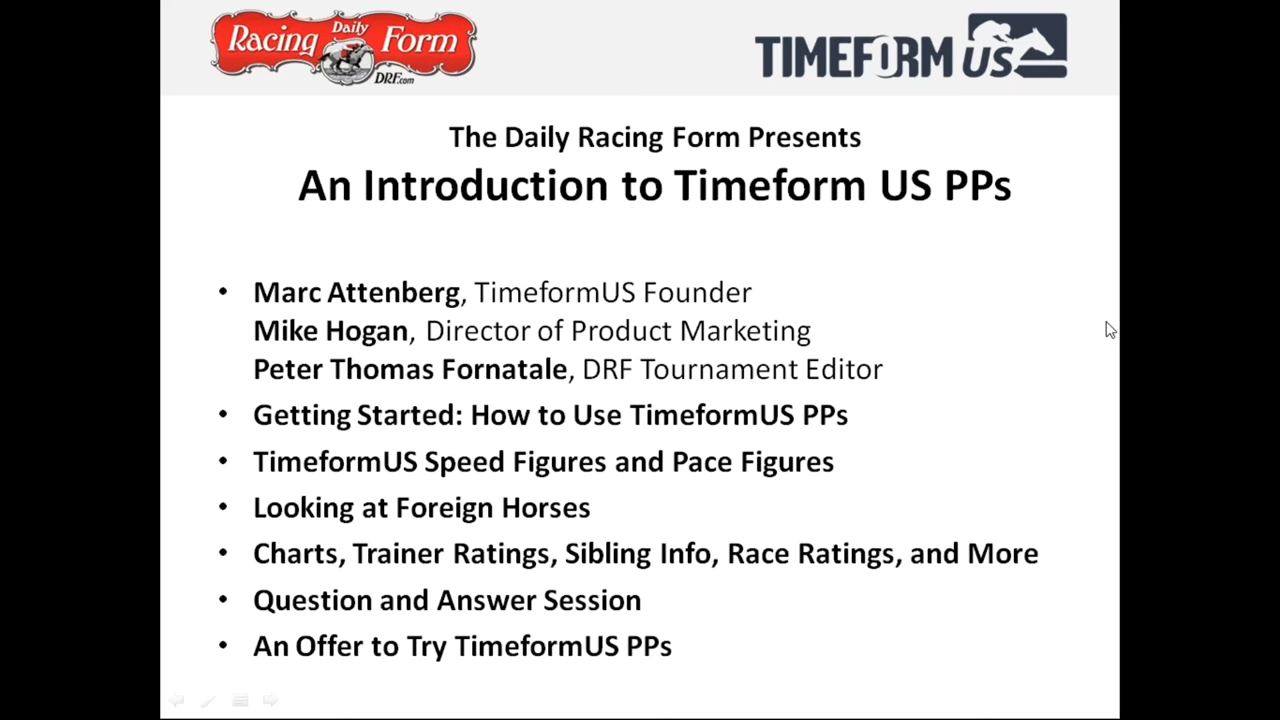 Racing Daily Form
DRF.com
TIMEFORM US
The Daily Racing Form Presents
An Introduction to Timeform US PPs
• Marc Attenberg, TimeformUS Founder
Mike Hogan, Director of Product Marketing
Peter Thomas Fornatale, DRF Tournament Editor
• Getting Started: How to Use TimeformUS PPs
• TimeformUS Speed Figures and Pace Figures
• Looking at Foreign Horses
• Charts, Trainer Ratings, Sibling Info, Race Ratings, and More
• Question and Answer Session
• An Offer to Try TimeformUS PPs